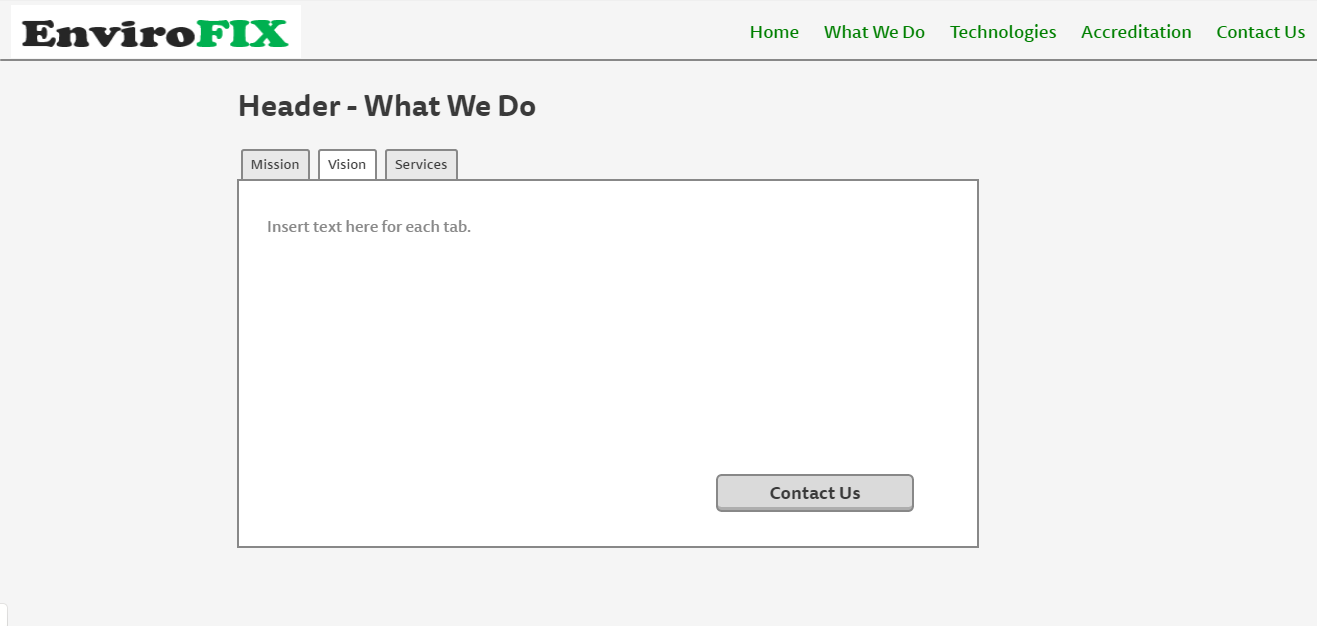 EnviroFIX
Home What We Do Technologies Accreditation Contact Us
Header - What We Do
Mission Vision Services
Insert text here for each tab.
Contact Us